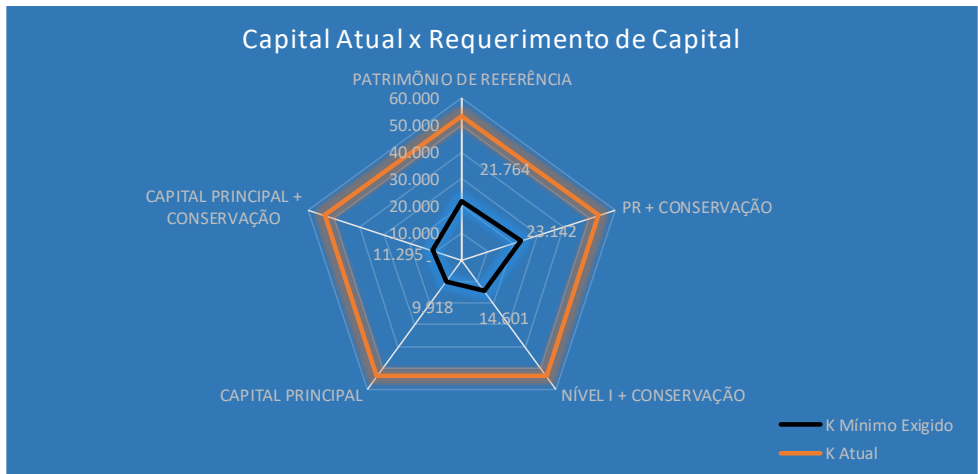 Capital Atual x Requerimento de Capital
PATRIMÕNIO DE REFERÊNCIA
60.000
50.000
40.000
30.000
20.000
10.000
-
21.764
PR + CONSERVAÇÃO
23.142
CAPITAL PRINCIPAL +
CONSERVAÇÃO
11.295
9.918
14.601
CAPITAL PRINCIPAL
NÍVEL I + CONSERVAÇÃO
K Mínimo Exigido
K Atual